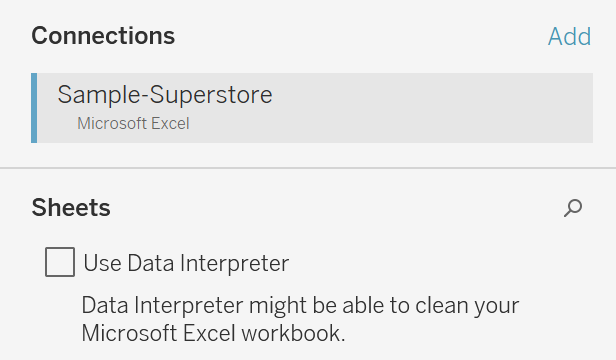 Connections Add
Sample-Superstore
Microsoft Excel
Sheets
Use Data Interpreter
Data Interpreter might be able to clean your
Microsoft Excel workbook.